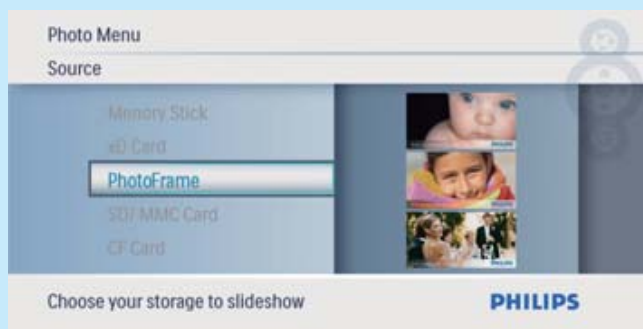 Photo Menu
Source
Memory Stick
xD Card
PhotoFrame
SD/ MMC Card
CF Card
Choose your storage to slideshow
PHILIPS